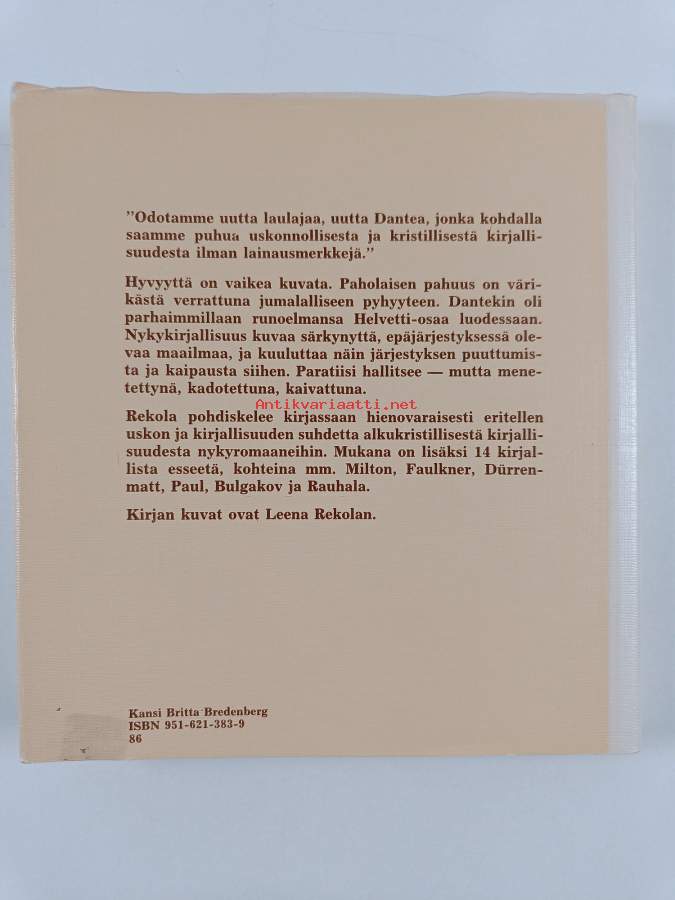 ”Odotamme uutta laulajaa, uutta Dantea, jonka kohdalla
saamme puhua uskonnollisesta ja kristillisestä kirjalli-
suudesta ilman lainausmerkkejä.”
Hyvyyttä on vaikea kuvata. Paholaisen pahuus on väri-
kästä verrattuna jumalalliseen pyhyyteen. Dantekin oli
parhaimmillaan runoelmansa Helvetti-osaa luodessaan.
Nykykirjallisuus kuvaa särkynyttä, epäjärjestyksessä ole-
vaa maailmaa, ja kuuluttaa näin järjestyksen puuttumis-
ta ja kaipausta siihen. Paratiisi hallitsee — mutta mene-
tettynä, kadotettuna, kaivattuna.
Antikvariaatti.net
Rekola pohdiskelee kirjassaan hienovaraisesti eritellen
uskon ja kirjallisuuden suhdetta alkukristillisestä kirjalli-
suudesta nykyromaaneihin. Mukana on lisäksi 14 kirjal-
lista esseetä, kohteina mm. Milton, Faulkner, Dürren-
matt, Paul, Bulgakov ja Rauhala.
Kirjan kuvat ovat Leena Rekolan.
Kansi Britta Bredenberg
ISBN 951-621-383-9
86